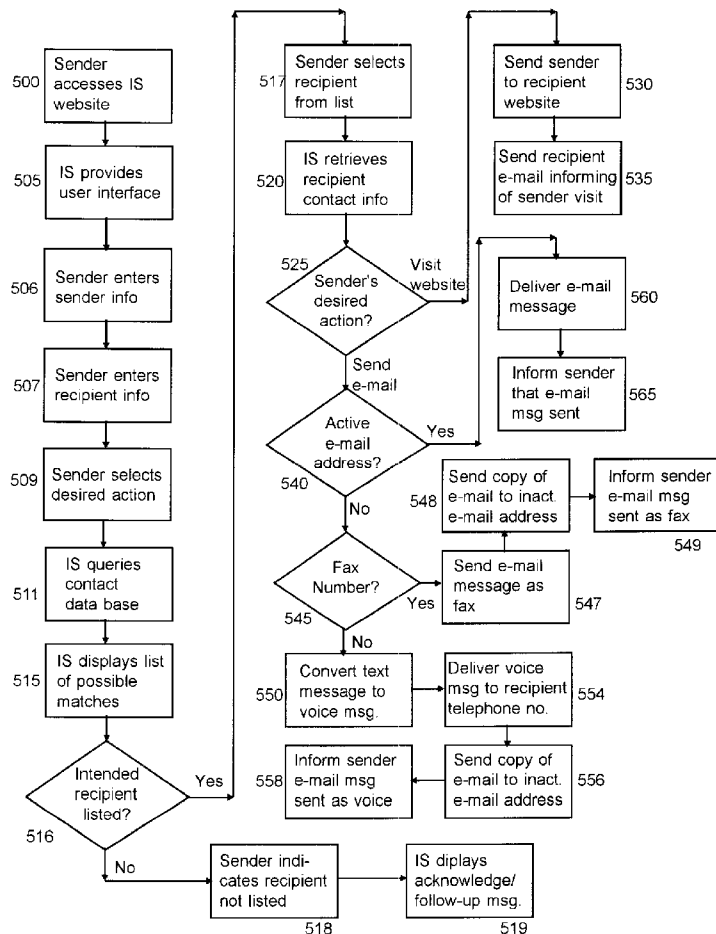 500
Sender
accesses IS
website
505
IS provides
user interface
506
Sender enters
sender info
507
Sender enters
recipient info
509
Sender selects
desired action
511
IS queries
contact
data base
515
IS displays list
of possible
matches
Intended
recipient
listed?
516
Yes
No
Sender indi-
cates recipient
not listed
518
IS diplays
acknowledge/
follow-up msg.
519
517
Sender selects
recipient
from list
520
IS retrieves
recipient
contact info
525
Sender's
desired
action?
Visit
website
Send
e-mail
Send sender
to recipient
website
530
Send recipient
e-mail informing
of sender visit
535
Active
e-mail
address?
540
Yes
No
Deliver e-mail
message
560
Inform sender
that e-mail
msg sent
565
Fax
Number?
545
Yes
No
Send e-mail
message as
fax
547
548
Send copy of
e-mail to inact.
e-mail address
Inform sender
e-mail msg
sent as fax
549
550
Convert text
message to
voice msg.
Deliver voice
msg to recipient
telephone no.
554
Send copy of
e-mail to inact.
e-mail address
556
558
Inform sender
e-mail msg
sent as voice